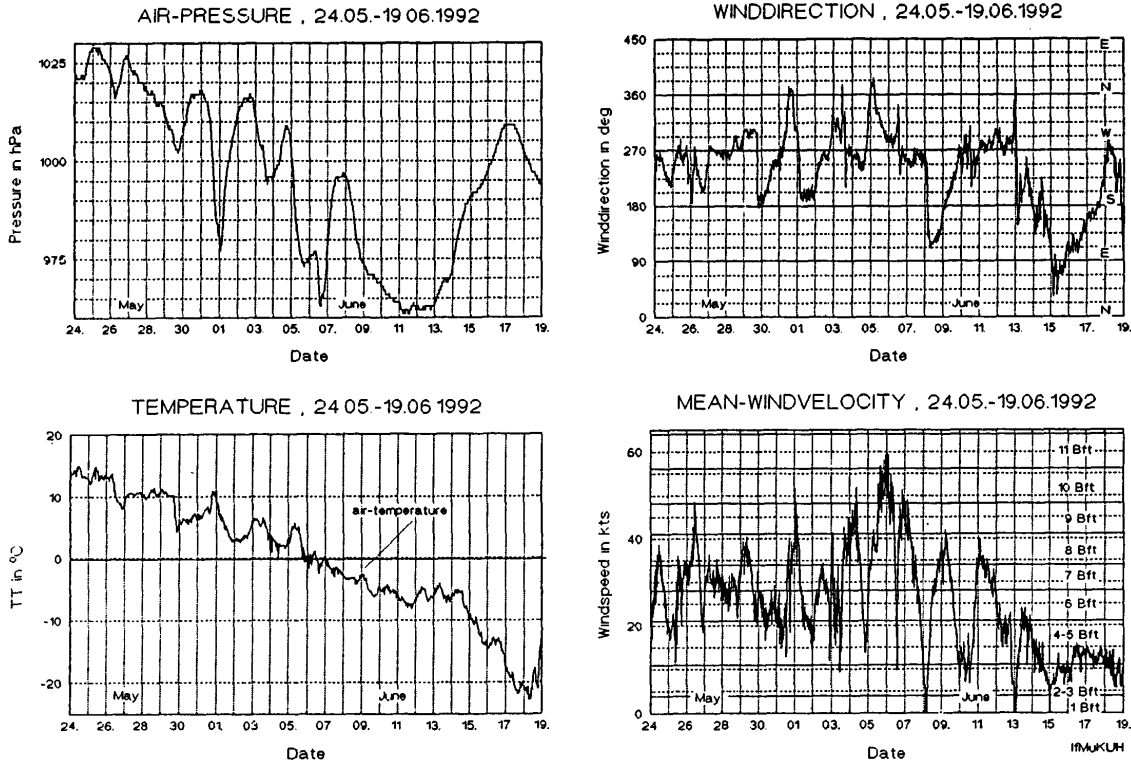 AIR-PRESSURE , 24.05.-19.06.1992
Pressure in hPa
1025
1000
975
May
June
24. 26. 28. 30 01 03. 05. 07. 09. 11 13 15 17 19.
Date
WINDDIRECTION , 24.05.-19.06.1992
Winddirection in deg
450
360
270
180
90
0
E
N
W
S
E
N
May
June
24. 26. 28. 30. 01 03. 05. 07. 09. 11. 13. 15 17. 19.
Date
TEMPERATURE , 24 05.-19.06 1992
TT in °C
20
10
0
-10
-20
air-temperature
May
June
24. 26. 28. 30. 01 03. 05. 07. 09. 11. 13 15 17. 19.
Date
MEAN-WINDVELOCITY , 24.05.-19.06.1992
Windspeed in kts
60
40
20
0
11 Bft
10 Bft
9 Bft
8 Bft
7 Bft
6 Bft
4-5 Bft
2-3 Bft
1 Bft
May
June
24. 26. 28. 30. 01 03. 05. 07. 09. 11. 13. 15 17. 19.
Date
IfMuKUH